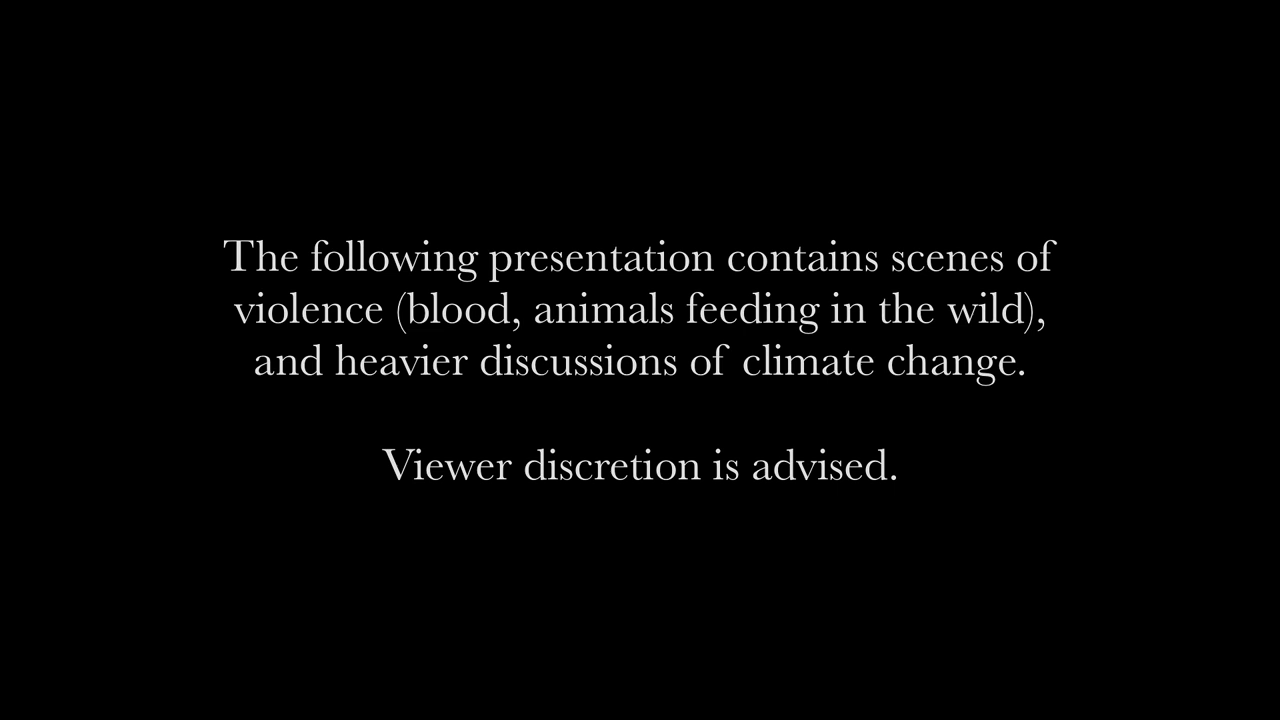 The following presentation contains scenes of
violence (blood, animals feeding in the wild),
and heavier discussions of climate change.
Viewer discretion is advised.